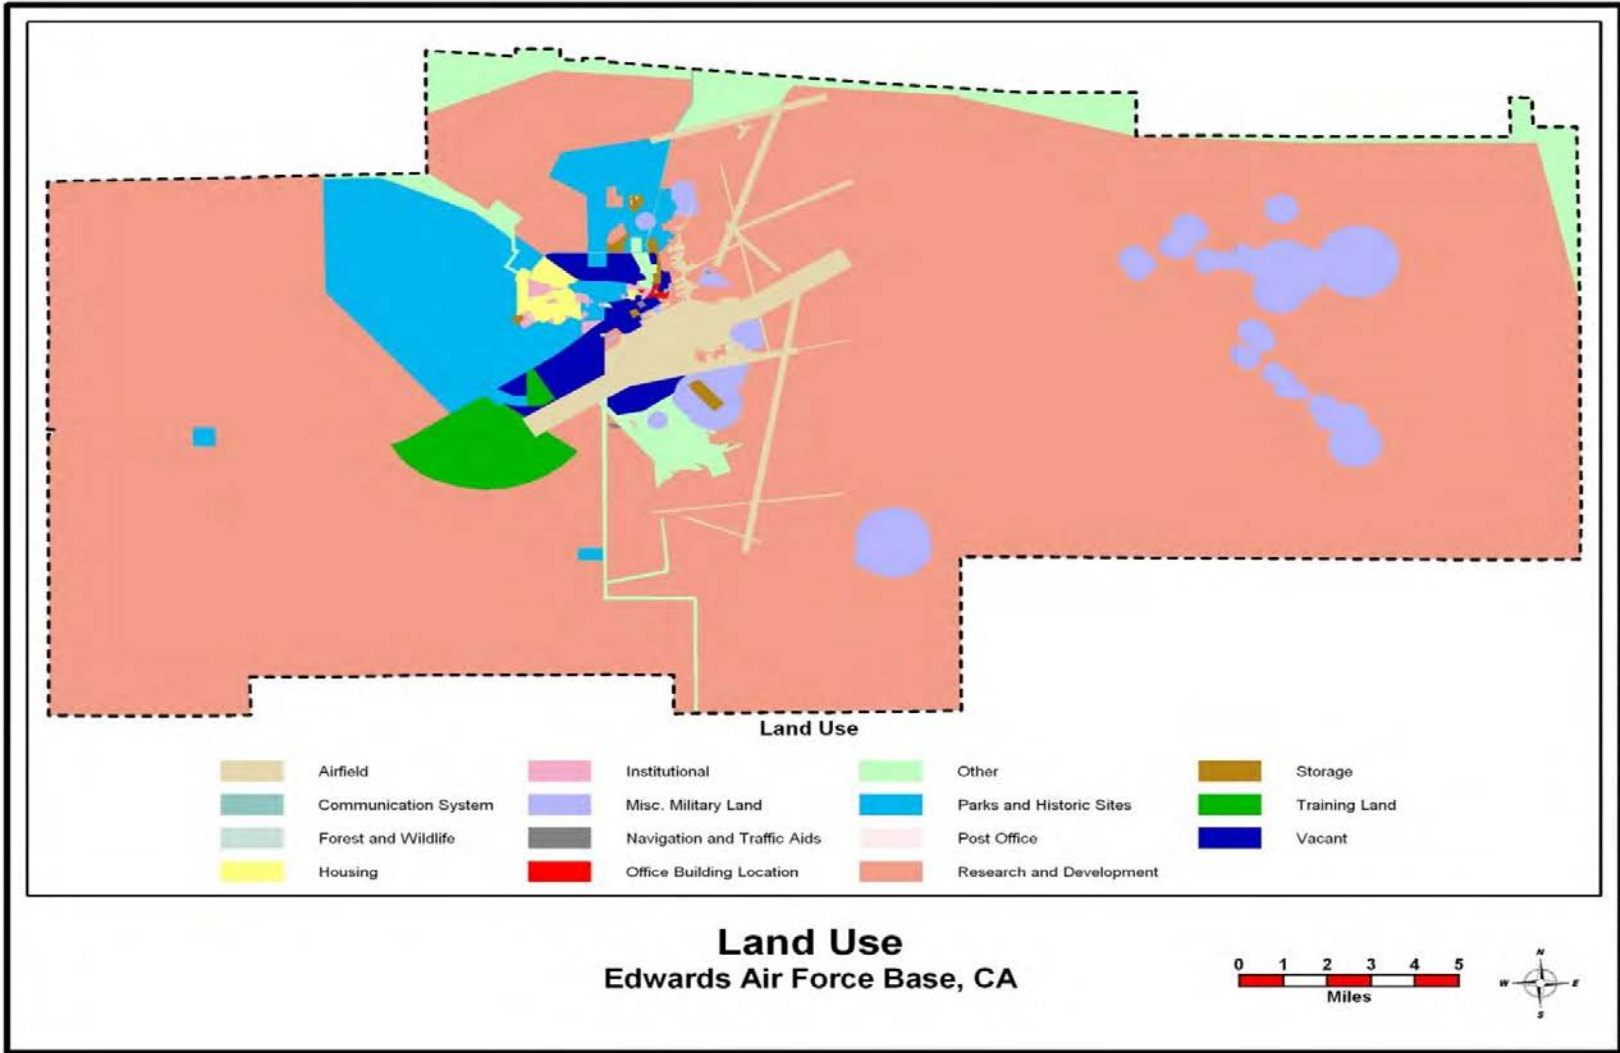 Land Use
Airfield Institutional Other Storage
Communication System Misc. Military Land Parks and Historic Sites Training Land
Forest and Wildlife Navigation and Traffic Aids Post Office Vacant
Housing Office Building Location Research and Development
Land Use
Edwards Air Force Base, CA
0 1 2 3 4 5
Miles
N
W E
S